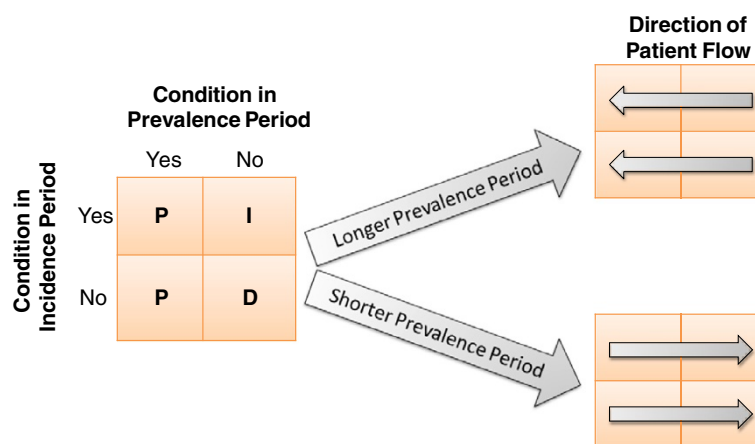 Direction of
Patient Flow
Condition in
Prevalence Period
Yes No
Condition in
Incidence Period
Yes P I
No P D
Longer Prevalence Period
Shorter Prevalence Period